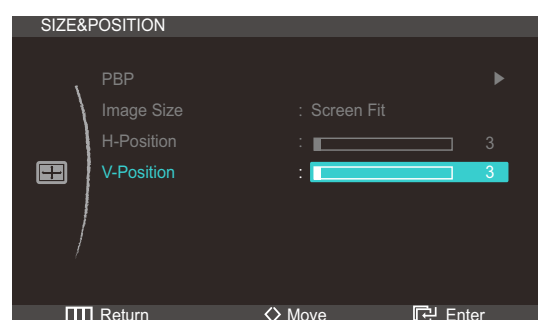 SIZE&POSITION
PBP
Image Size : Screen Fit
H-Position : 3
V-Position : 3
Return Move Enter